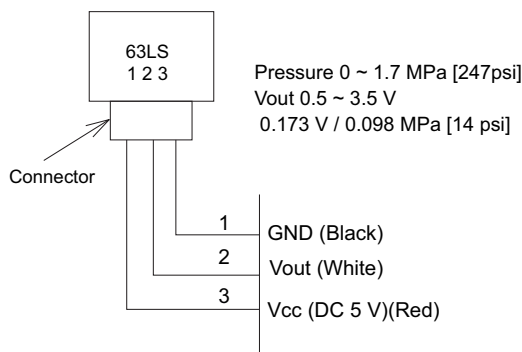 63LS
1 2 3
Pressure 0 ~ 1.7 MPa [247psi]
Vout 0.5 ~ 3.5 V
0.173 V / 0.098 MPa [14 psi]
Connector
1
GND (Black)
2
Vout (White)
3
Vcc (DC 5 V)(Red)